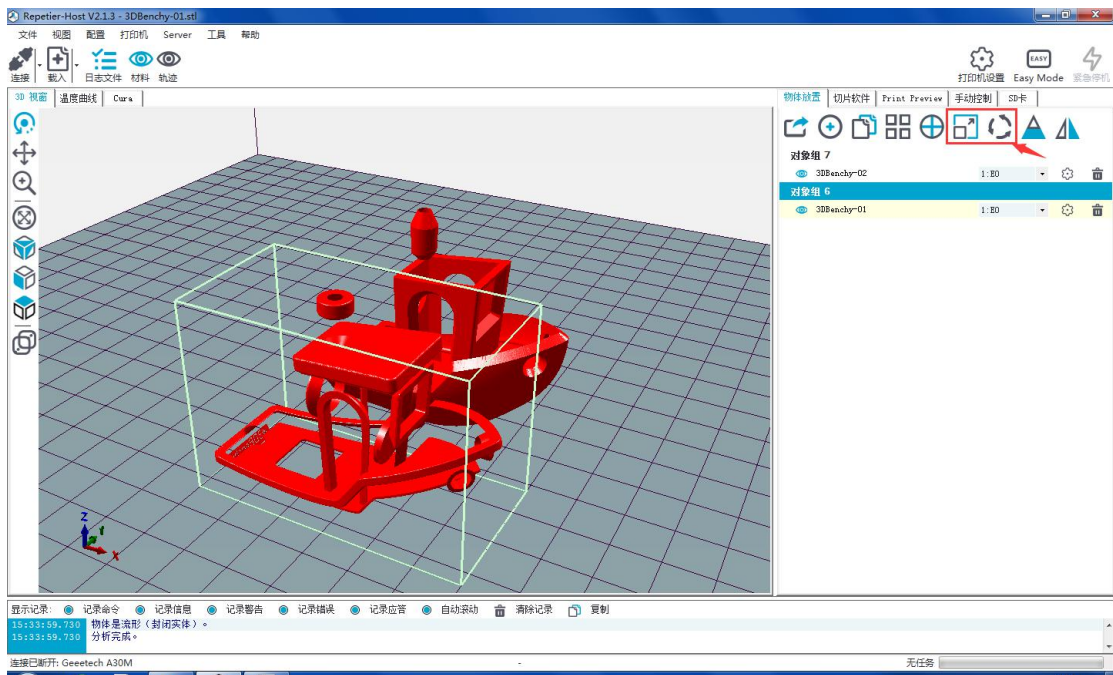 Repetier-Host V2.1.3 - 3DBenchy-01.stl
文件 视图 配置 打印机 Server 工具 帮助
连接 载入 日志文件 材料 轨迹 打印机设置 EASY Easy Mode 紧急停机
3D 视窗 温度曲线 Cura
物体放置 切片软件 Print Preview 手动控制 SD卡
对象组 7
3DBenchy-02 1:E0
对象组 6
3DBenchy-01 1:E0
Z
Y
X
显示记录: 记录命令 记录信息 记录警告 记录错误 记录应答 自动滚动 清除记录 复制
15:33:59.730 物体是流形（封闭实体）。
15:33:59.730 分析完成。
连接已断开: Geeetech A30M - 无任务